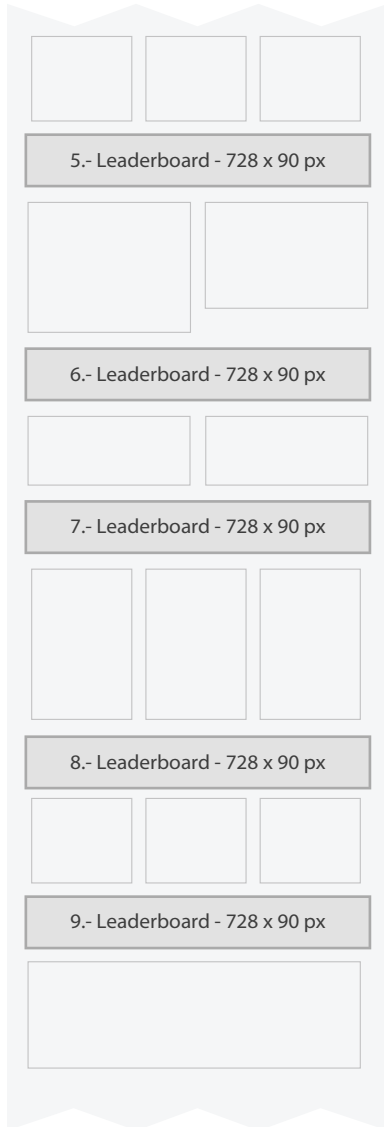 5.- Leaderboard - 728 x 90 px
6.- Leaderboard - 728 x 90 px
7.- Leaderboard - 728 x 90 px
8.- Leaderboard - 728 x 90 px
9.- Leaderboard - 728 x 90 px